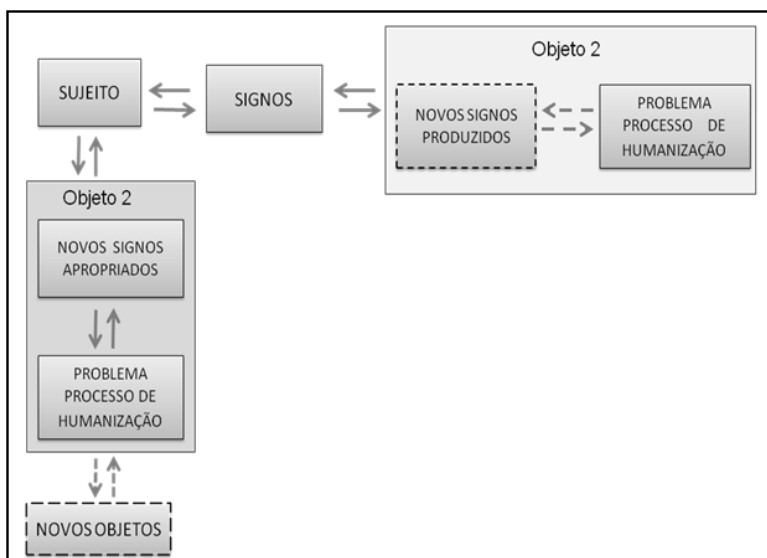 Objeto 2
SUJEITO
SIGNOS
NOVOS SIGNOS
PRODUZIDOS
PROBLEMA
PROCESSO DE
HUMANIZAÇÃO
Objeto 2
NOVOS SIGNOS
APROPRIADOS
PROBLEMA
PROCESSO DE
HUMANIZAÇÃO
NOVOS OBJETOS